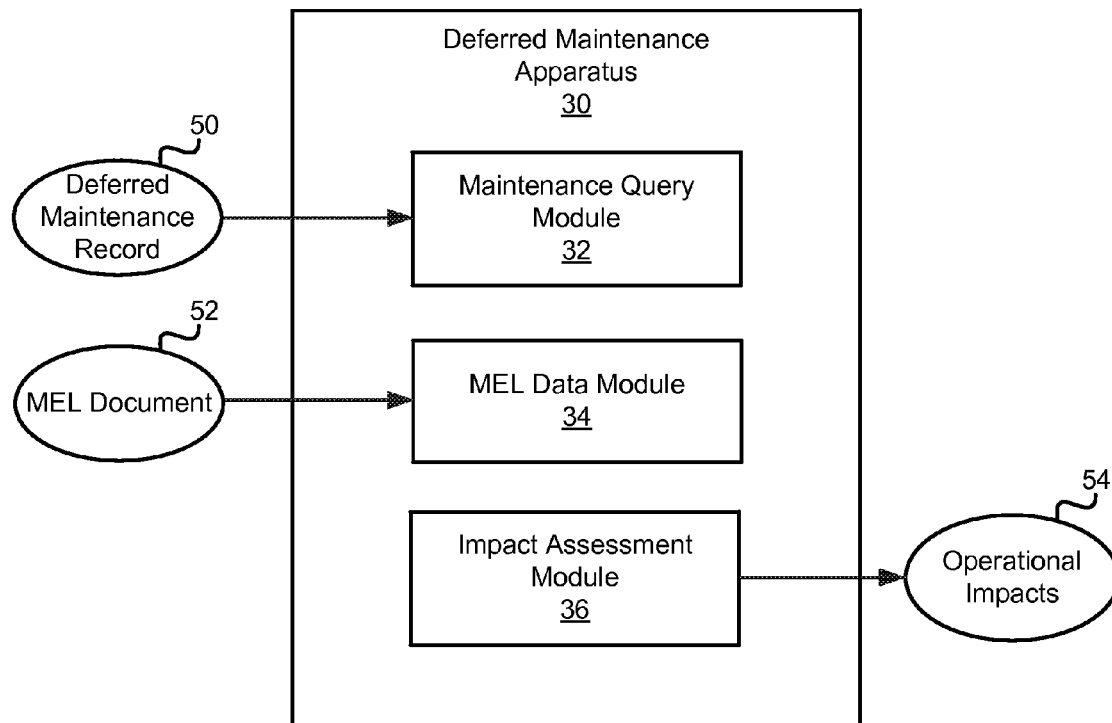 Deferred Maintenance
Apparatus
30
50
Deferred
Maintenance
Record
Maintenance Query
Module
32
52
MEL Document
MEL Data Module
34
Impact Assessment
Module
36
54
Operational
Impacts